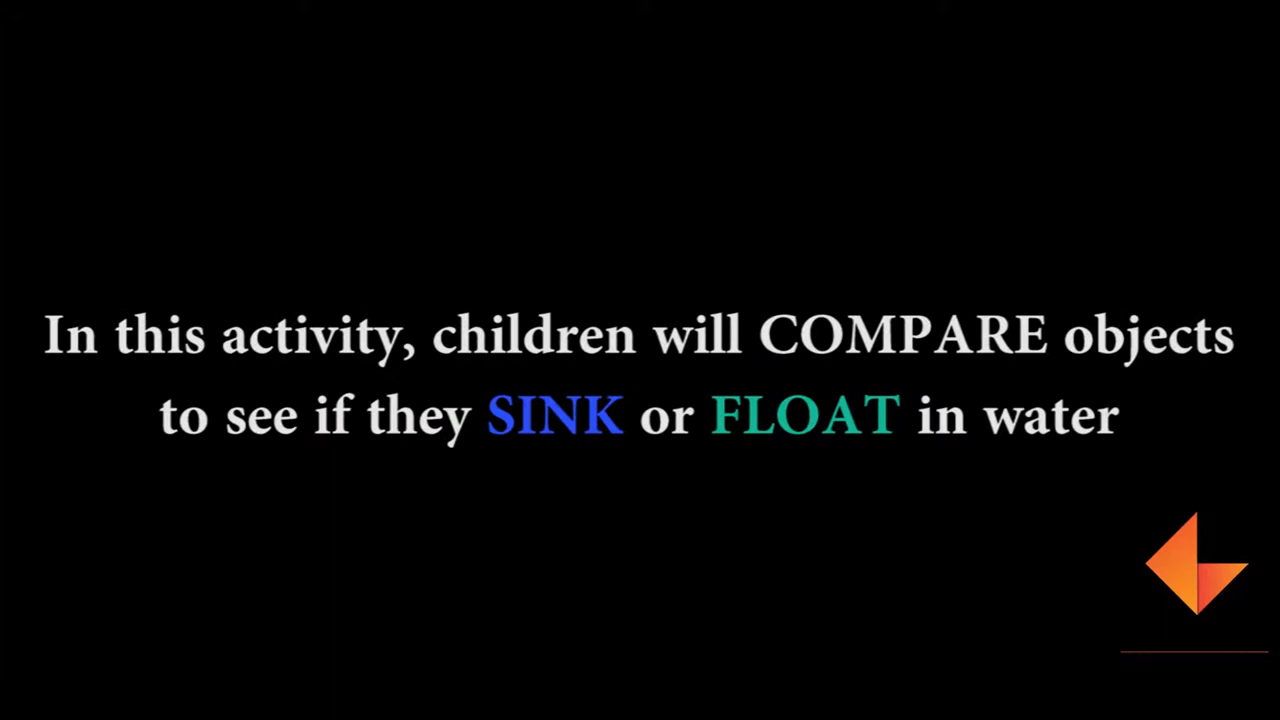 In this activity, children will COMPARE objects
to see if they SINK or FLOAT in water